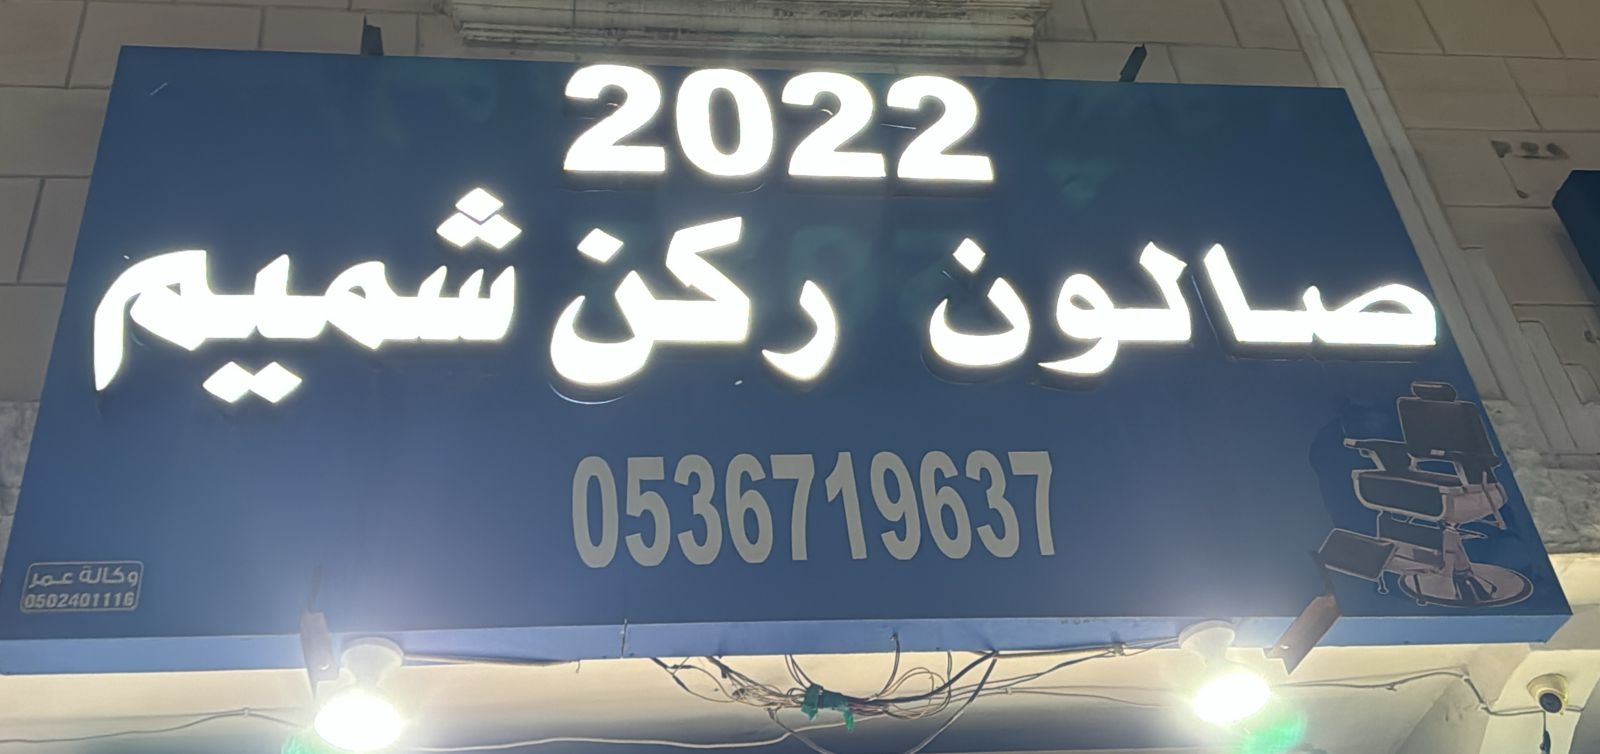 2022
صالون ركن شميم
0536719637
وكالة عمر
0502401116